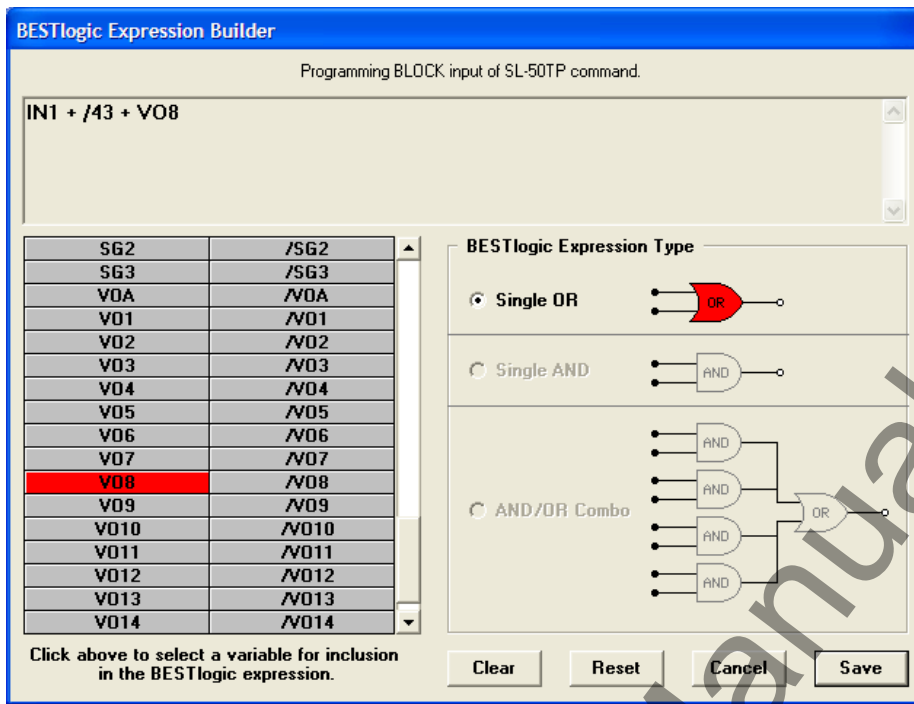 BESTlogic Expression Builder
Programming BLOCK input of SL-50TP command.
IN1 + /43 + VO8
SG2 /SG2
SG3 /SG3
VOA /VOA
VO1 /VO1
VO2 /VO2
VO3 /VO3
VO4 /VO4
VO5 /VO5
VO6 /VO6
VO7 /VO7
VO8 /VO8
VO9 /VO9
VO10 /VO10
VO11 /VO11
VO12 /VO12
VO13 /VO13
VO14 /VO14
Click above to select a variable for inclusion
in the BESTlogic expression.
BESTlogic Expression Type
Single OR OR
Single AND AND
AND/OR Combo
AND
AND
AND
AND
OR
Clear Reset Cancel Save